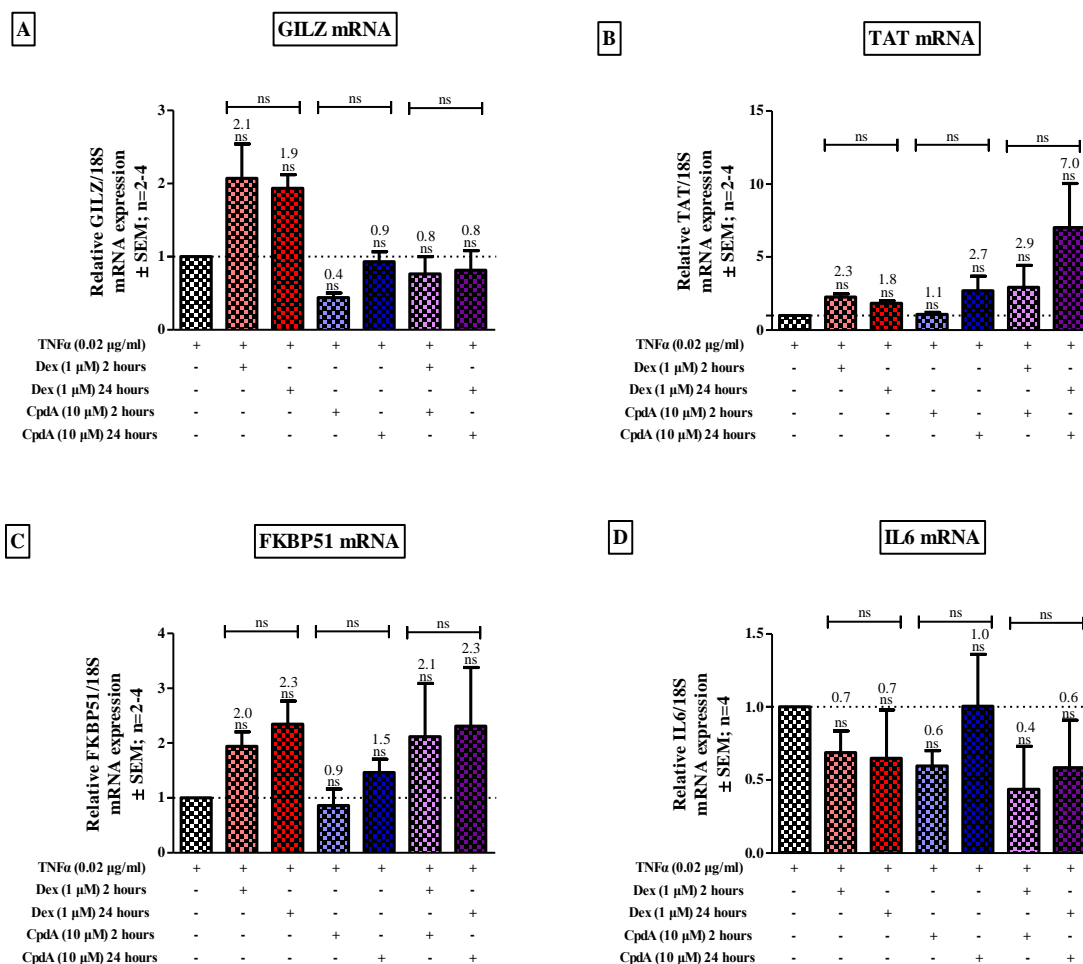 A
GILZ mRNA
Relative GILZ/18S
mRNA expression
± SEM; n=2-4
3
2
1
0
ns
ns
ns
2.1
ns
1.9
ns
0.4
ns
0.9
ns
0.8
ns
0.8
ns
TNFα (0.02 µg/ml) + + + + + + +
Dex (1 µM) 2 hours - + - - - + -
Dex (1 µM) 24 hours - - + - - - +
CpdA (10 µM) 2 hours - - - + - + -
CpdA (10 µM) 24 hours - - - - + - +
B
TAT mRNA
Relative TAT/18S
mRNA expression
± SEM; n=2-4
15
10
5
0
ns
ns
ns
2.3
ns
1.8
ns
1.1
ns
2.7
ns
2.9
ns
7.0
ns
TNFα (0.02 µg/ml) + + + + + + +
Dex (1 µM) 2 hours - + - - - + -
Dex (1 µM) 24 hours - - + - - - +
CpdA (10 µM) 2 hours - - - + - + -
CpdA (10 µM) 24 hours - - - - + - +
C
FKBP51 mRNA
Relative FKBP51/18S
mRNA expression
± SEM; n=2-4
4
3
2
1
0
ns
ns
ns
2.0
ns
2.3
ns
0.9
ns
1.5
ns
2.1
ns
2.3
ns
TNFα (0.02 µg/ml) + + + + + + +
Dex (1 µM) 2 hours - + - - - + -
Dex (1 µM) 24 hours - - + - - - +
CpdA (10 µM) 2 hours - - - + - + -
CpdA (10 µM) 24 hours - - - - + - +
D
IL6 mRNA
Relative IL6/18S
mRNA expression
± SEM; n=4
1.5
1.0
0.5
0.0
ns
ns
ns
0.7
ns
0.7
ns
0.6
ns
1.0
ns
0.4
ns
0.6
ns
TNFα (0.02 µg/ml) + + + + + + +
Dex (1 µM) 2 hours - + - - - + -
Dex (1 µM) 24 hours - - + - - - +
CpdA (10 µM) 2 hours - - - + - + -
CpdA (10 µM) 24 hours - - - - + - +